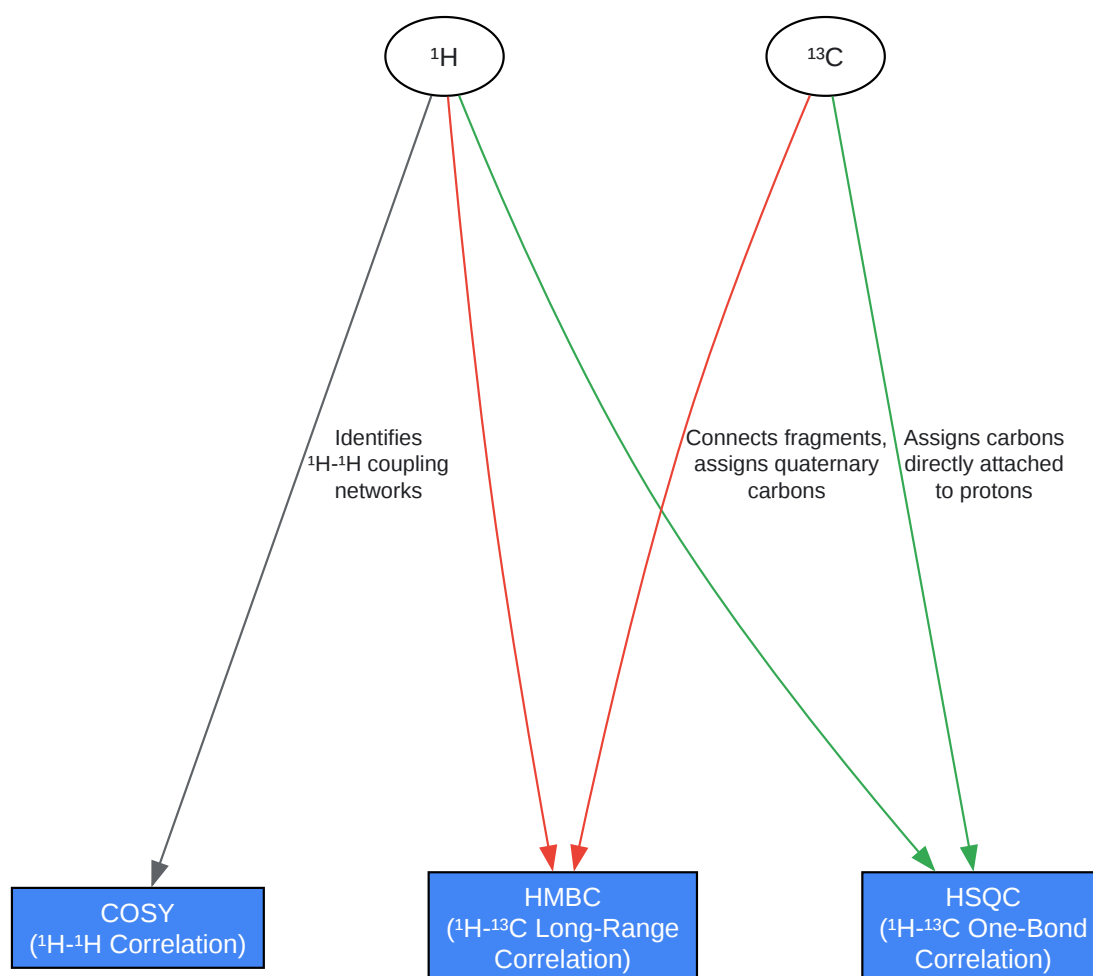 ¹H
¹³C
Identifies
¹H-¹H coupling
networks
Connects fragments,
assigns quaternary
carbons
Assigns carbons
directly attached
to protons
COSY
(¹H-¹H Correlation)
HMBC
(¹H-¹³C Long-Range
Correlation)
HSQC
(¹H-¹³C One-Bond
Correlation)